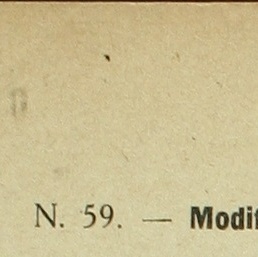 N. 59. — Modif